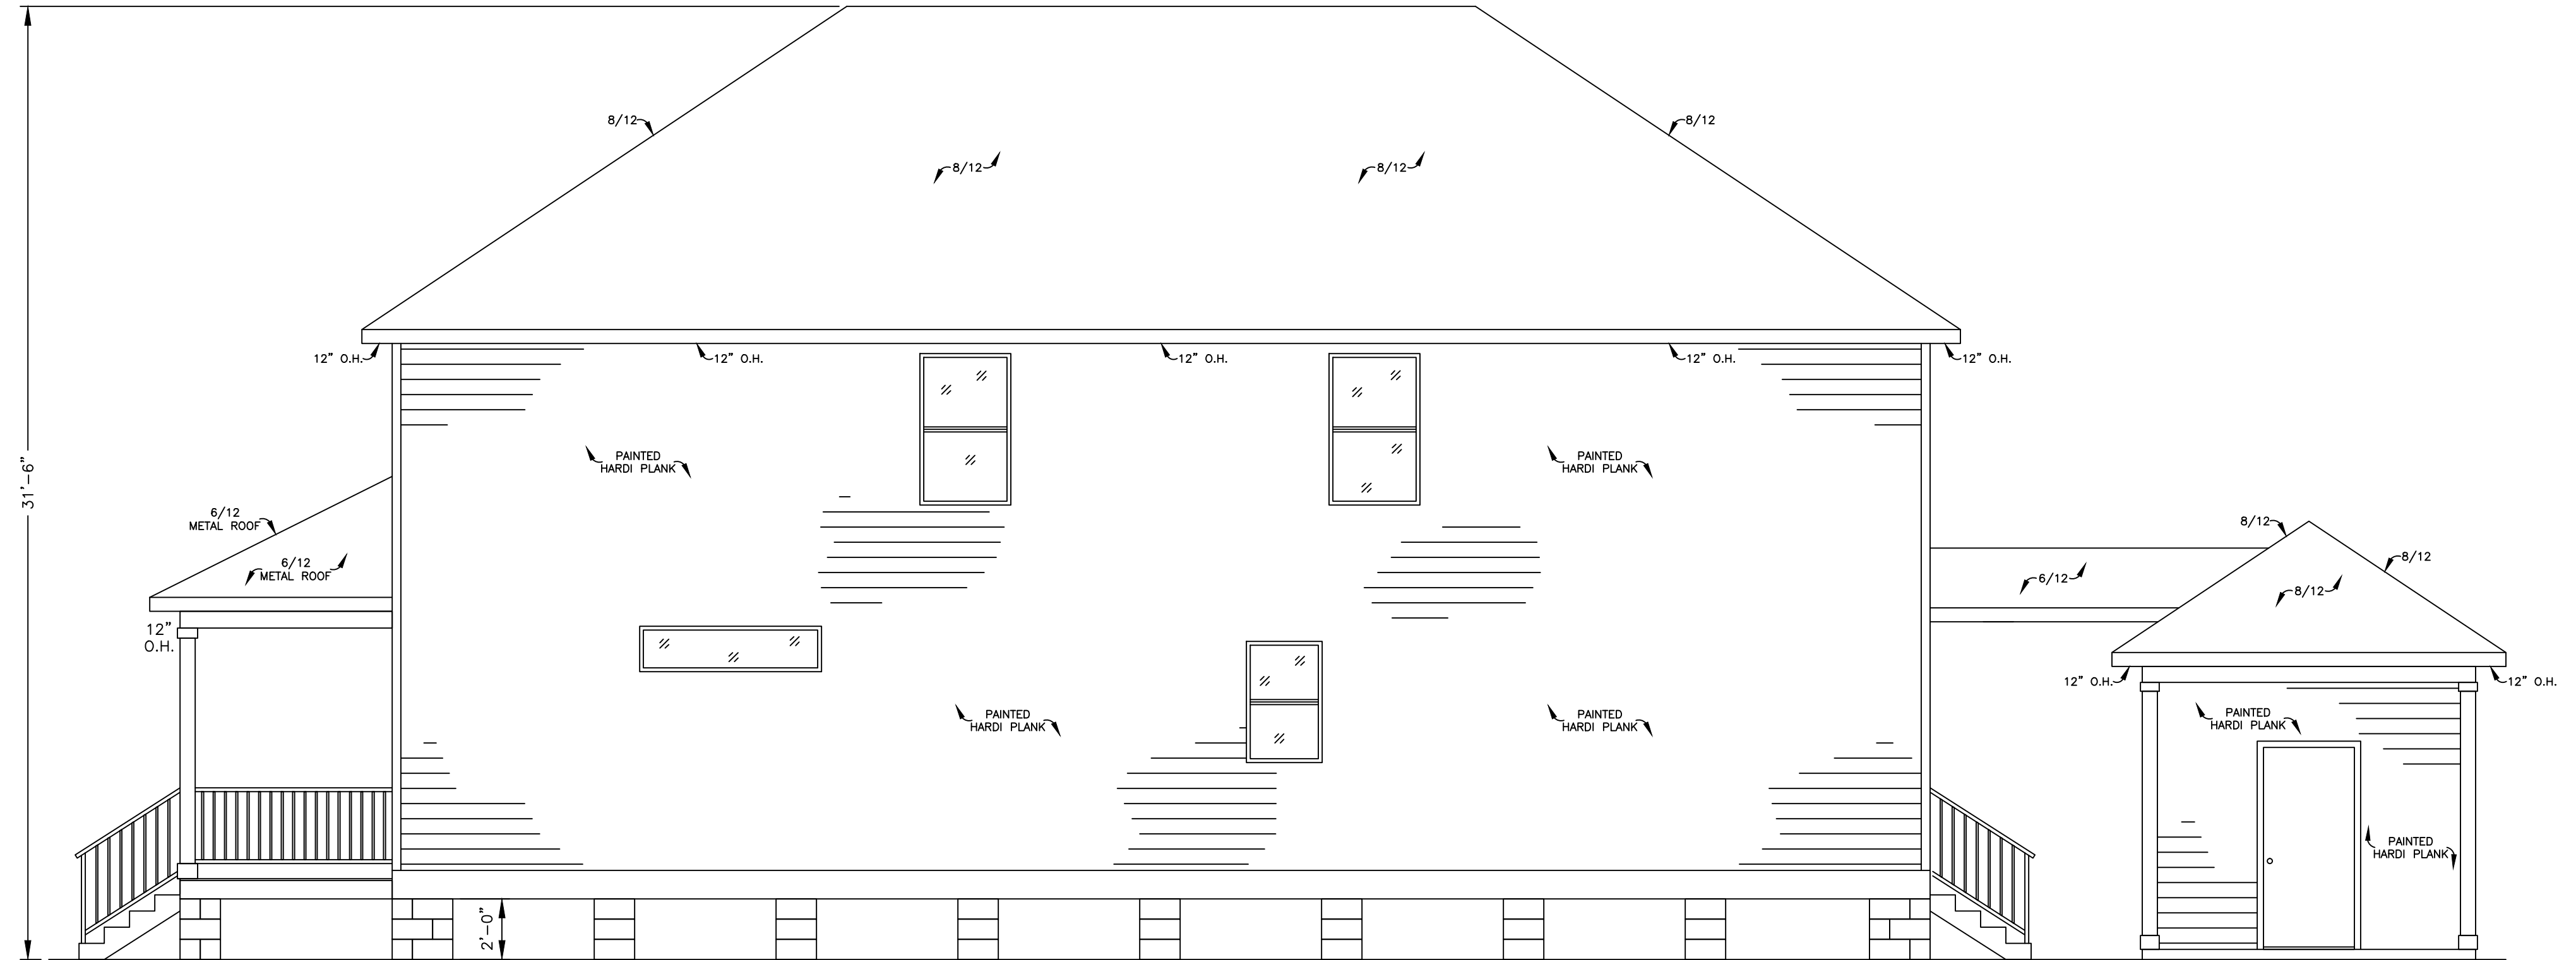 8/12
8/12
8/12
8/12
12" O.H.
12" O.H.
12" O.H.
12" O.H.
12" O.H.
31'-6"
PAINTED
HARDI PLANK
PAINTED
HARDI PLANK
6/12
METAL ROOF
6/12
METAL ROOF
8/12
8/12
6/12
8/12
12"
O.H.
12" O.H.
12" O.H.
PAINTED
HARDI PLANK
PAINTED
HARDI PLANK
PAINTED
HARDI PLANK
PAINTED
HARDI PLANK
2'-0"